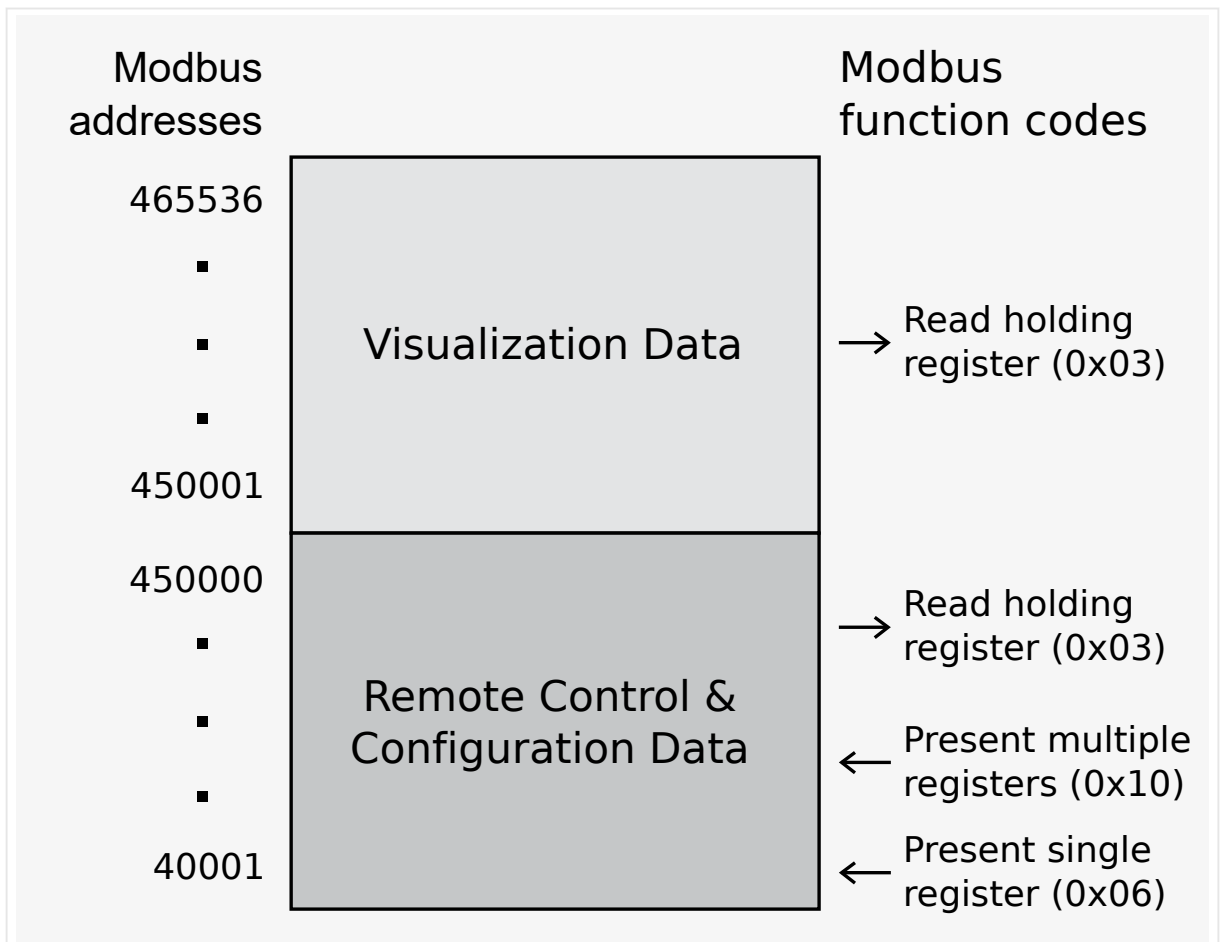 Modbus
addresses
Modbus
function codes
465536
Visualization Data
Read holding
register (0x03)
450001
450000
Read holding
register (0x03)
Remote Control &
Configuration Data
Present multiple
registers (0x10)
40001
Present single
register (0x06)